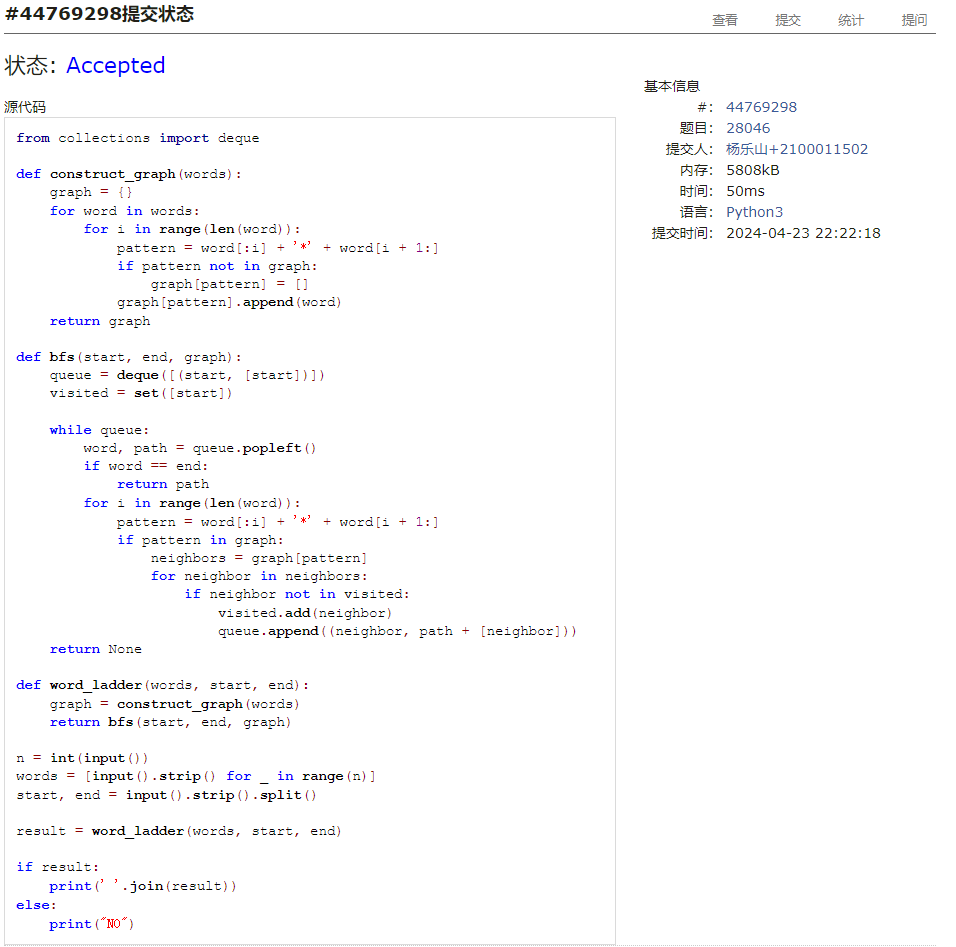 #44769298提交状态
查看 提交 统计 提问
状态: Accepted
源代码
from collections import deque

def construct_graph(words):
    graph = {}
    for word in words:
        for i in range(len(word)):
            pattern = word[:i] + '*' + word[i + 1:]
            if pattern not in graph:
                graph[pattern] = []
            graph[pattern].append(word)
    return graph

def bfs(start, end, graph):
    queue = deque([(start, [start])])
    visited = set([start])

    while queue:
        word, path = queue.popleft()
        if word == end:
            return path
        for i in range(len(word)):
            pattern = word[:i] + '*' + word[i + 1:]
            if pattern in graph:
                neighbors = graph[pattern]
                for neighbor in neighbors:
                    if neighbor not in visited:
                        visited.add(neighbor)
                        queue.append((neighbor, path + [neighbor]))
    return None

def word_ladder(words, start, end):
    graph = construct_graph(words)
    return bfs(start, end, graph)

n = int(input())
words = [input().strip() for _ in range(n)]
start, end = input().strip().split()

result = word_ladder(words, start, end)

if result:
    print(' '.join(result))
else:
    print("NO")
基本信息
#: 44769298
题目: 28046
提交人: 杨乐山+2100011502
内存: 5808kB
时间: 50ms
语言: Python3
提交时间: 2024-04-23 22:22:18